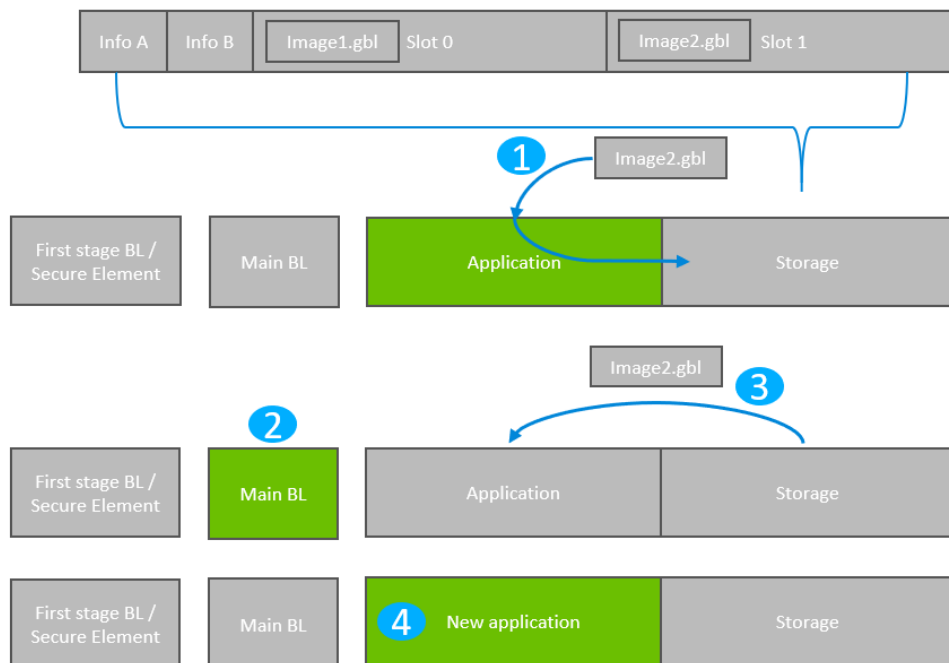 Info A
Info B
Image1.gbl
Slot 0
Image2.gbl
Slot 1
1
Image2.gbl
First stage BL /
Secure Element
Main BL
Application
Storage
Image2.gbl
3
2
First stage BL /
Secure Element
Main BL
Application
Storage
First stage BL /
Secure Element
Main BL
4
New application
Storage